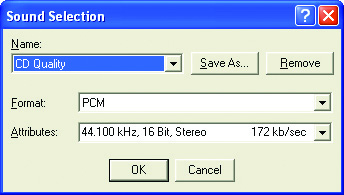 Sound Selection
Name:
CD Quality
Save As...
Remove
Format:
PCM
Attributes:
44.100 kHz, 16 Bit, Stereo 172 kb/sec
OK
Cancel